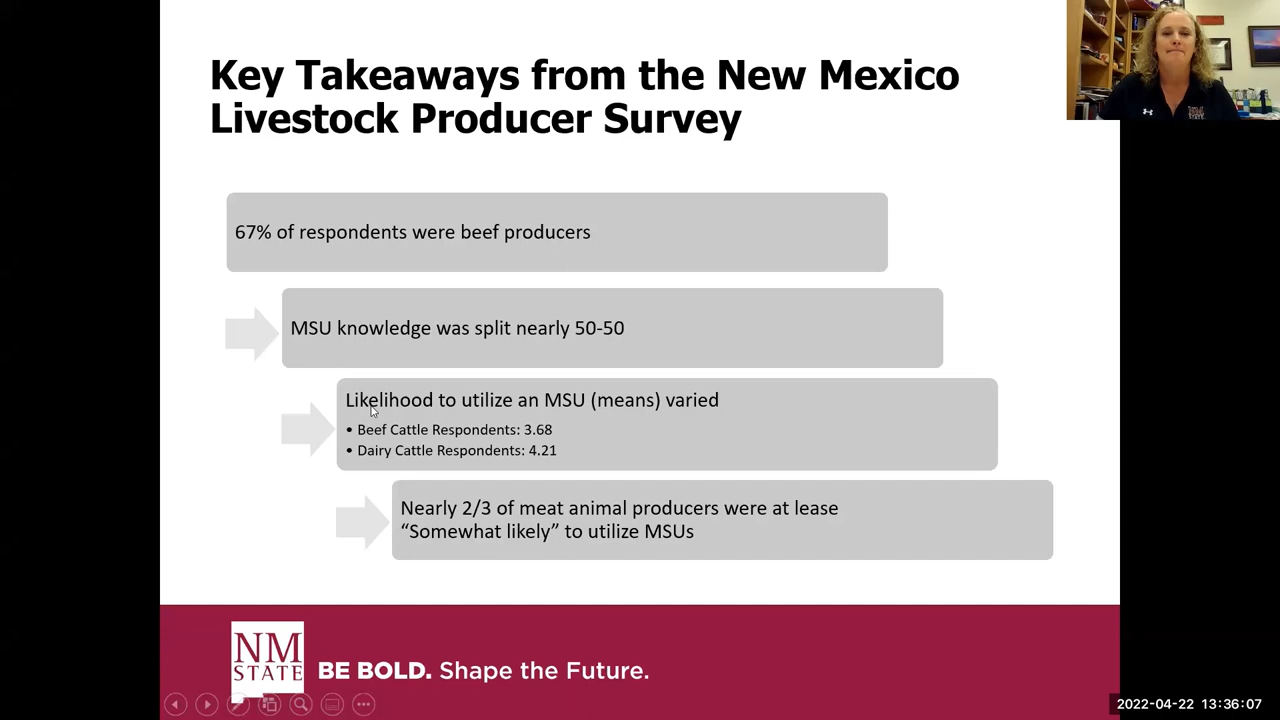 Key Takeaways from the New Mexico
Livestock Producer Survey
67% of respondents were beef producers
MSU knowledge was split nearly 50-50
Likelihood to utilize an MSU (means) varied
• Beef Cattle Respondents: 3.68
• Dairy Cattle Respondents: 4.21
Nearly 2/3 of meat animal producers were at lease
“Somewhat likely” to utilize MSUs
NM
STATE
BE BOLD. Shape the Future.
2022-04-22 13:36:07